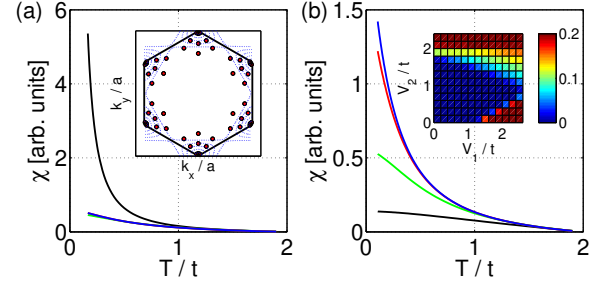 (a)
6
4
2
0
χ [arb. units]
0
1
2
T / t
k_y / a
k_x / a
(b)
1.5
1
0.5
0
χ [arb. units]
0
1
2
T / t
2
1
0
V_2 / t
0
1
2
V_1 / t
0.2
0.1
0